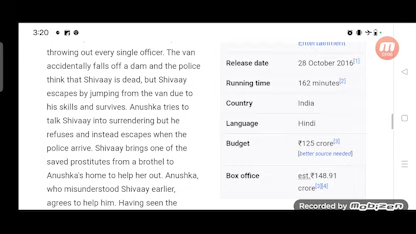 3:20
Entertainment
throwing out every single officer. The van
accidentally falls off a dam and the police
think that Shivaay is dead, but Shivaay
escapes by jumping from the van due to
his skills and survives. Anushka tries to
talk Shivaay into surrendering but he
refuses and instead escapes when the
police arrive. Shivaay brings one of the
saved prostitutes from a brothel to
Anushka's home to help her out. Anushka,
who misunderstood Shivaay earlier,
agrees to help him. Having seen the
Release date 28 October 2016[1]
Running time 162 minutes[2]
Country India
Language Hindi
Budget ₹125 crore[3]
[better source needed]
Box office est.₹148.91
crore[3][4]
Recorded by
MOBIZEN